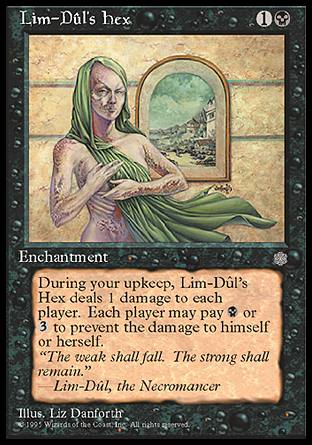 Lim-Dûl's Hex 1
Enchantment
During your upkeep, Lim-Dûl's
Hex deals 1 damage to each
player. Each player may pay or
3 to prevent the damage to himself
or herself.
"The weak shall fall. The strong shall
remain."
—Lim-Dûl, the Necromancer
Illus. Liz Danforth
©1995 Wizards of the Coast, Inc. All rights reserved.